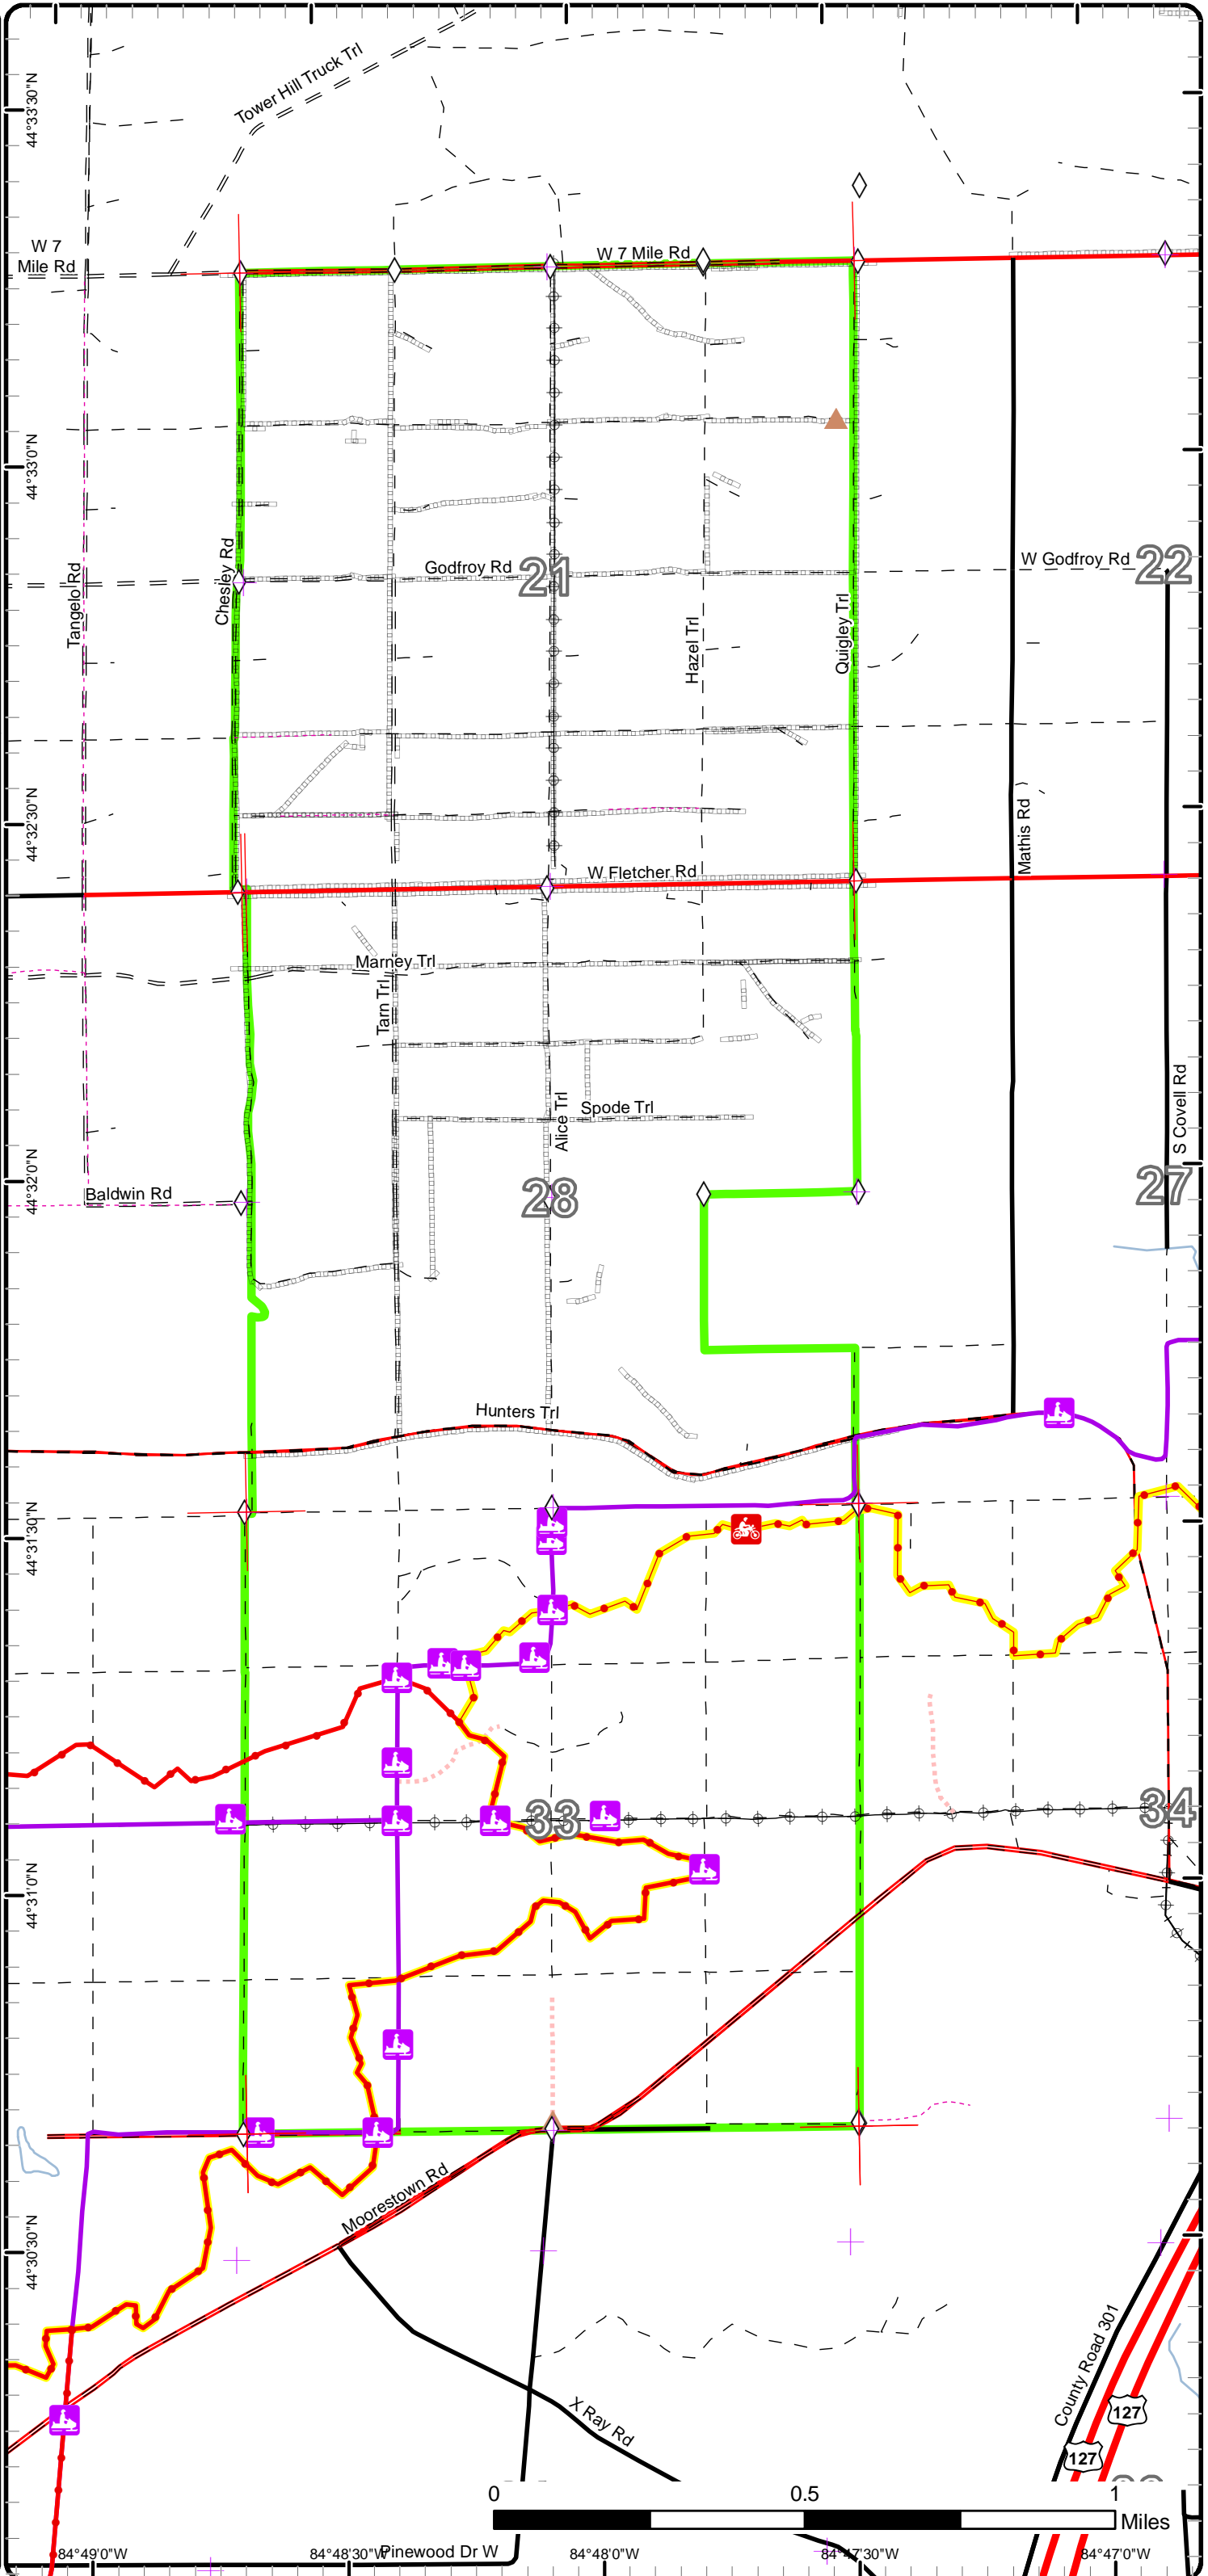 Tower Hill Truck Trl
44°33'30"N
W 7
Mile Rd
W 7 Mile Rd
44°33'0"N
Tangelo Rd
Chesley Rd
Godfroy Rd
21
Hazel Trl
Quigley Trl
W Godfroy Rd
22
44°32'30"N
Mathis Rd
W Fletcher Rd
Marney Trl
Tarn Trl
Alice Trl
Spode Trl
S Covell Rd
44°32'0"N
Baldwin Rd
28
27
Hunters Trl
44°31'30"N
33
34
44°31'0"N
Moorestown Rd
44°30'30"N
X Ray Rd
County Road 301
127
127
0
0.5
1
Miles
84°49'0"W
84°48'30"W
Pinewood Dr W
84°48'0"W
84°47'30"W
84°47'0"W